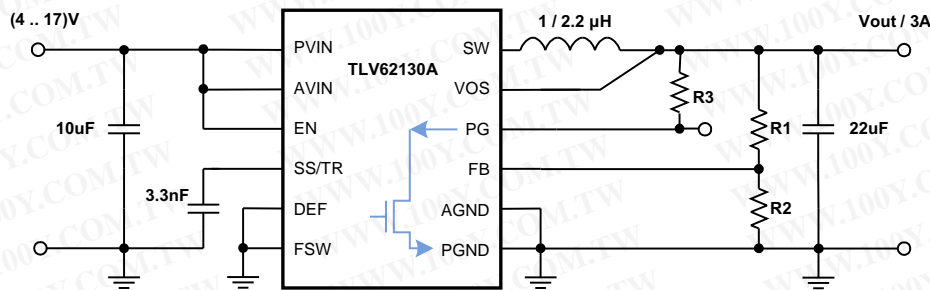 (4 .. 17)V
1 / 2.2 µH
Vout / 3A
PVIN
SW
TLV62130A
AVIN
VOS
R3
10uF
EN
PG
R1
22uF
SS/TR
FB
3.3nF
R2
DEF
AGND
FSW
PGND
WWW.100Y.COM.TW